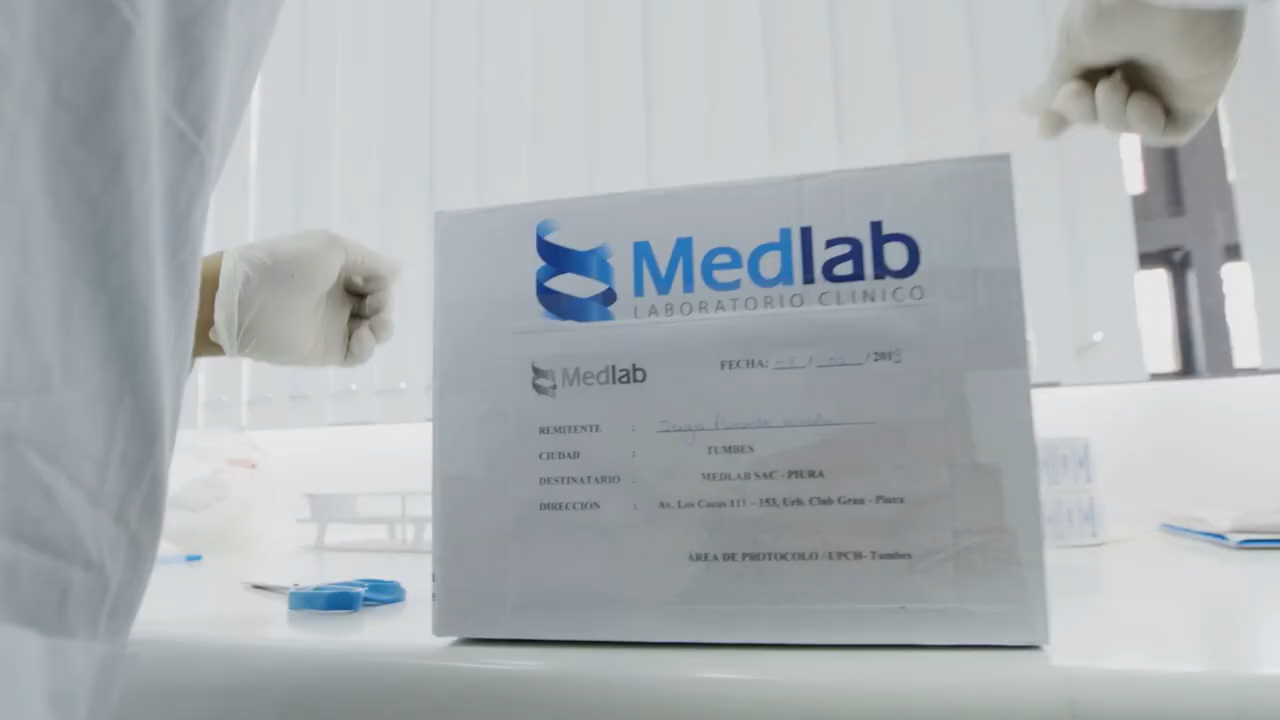 Medlab
LABORATORIO CLINICO
Medlab FECHA: / /2018
REMITENTE :
CIUDAD : TUMBES
DESTINATARIO : MEDLAB SAC - PIURA
DIRECCIÓN : Av. Los Cocos 111 - 153, Urb. Club Grau - Piura
ÁREA DE PROTOCOLO / UPCH- Tumbes